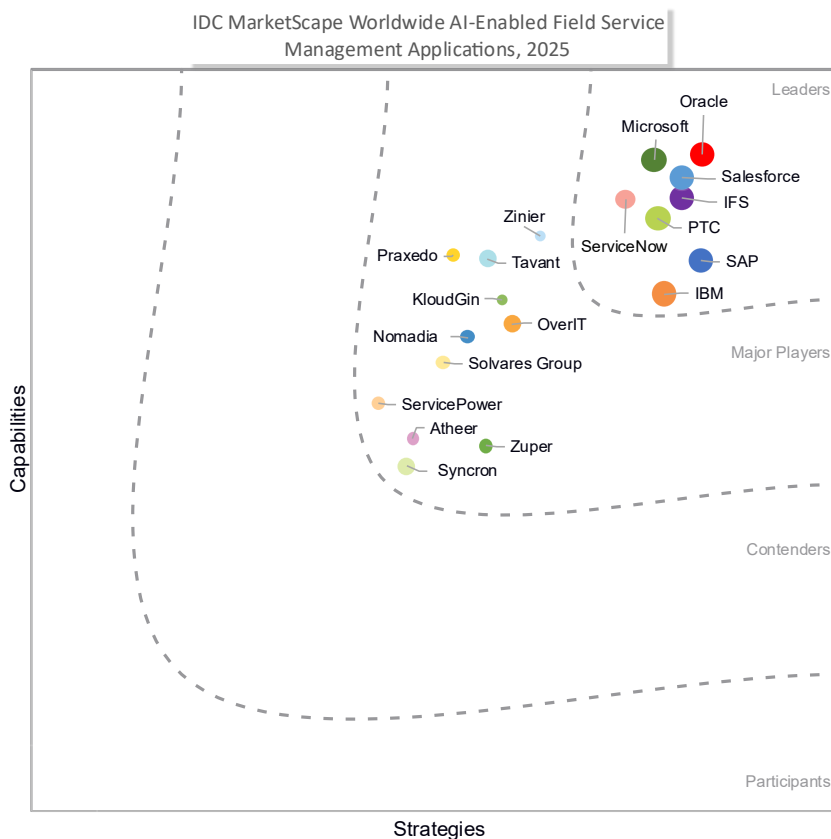 IDC MarketScape Worldwide AI-Enabled Field Service
Management Applications, 2025
Leaders
Oracle
Microsoft
Salesforce
IFS
Zinier
PTC
ServiceNow
Praxedo
Tavant
SAP
KloudGin
IBM
OverIT
Nomadia
Major Players
Solvares Group
ServicePower
Atheer
Capabilities
Zuper
Syncron
Contenders
Participants
Strategies